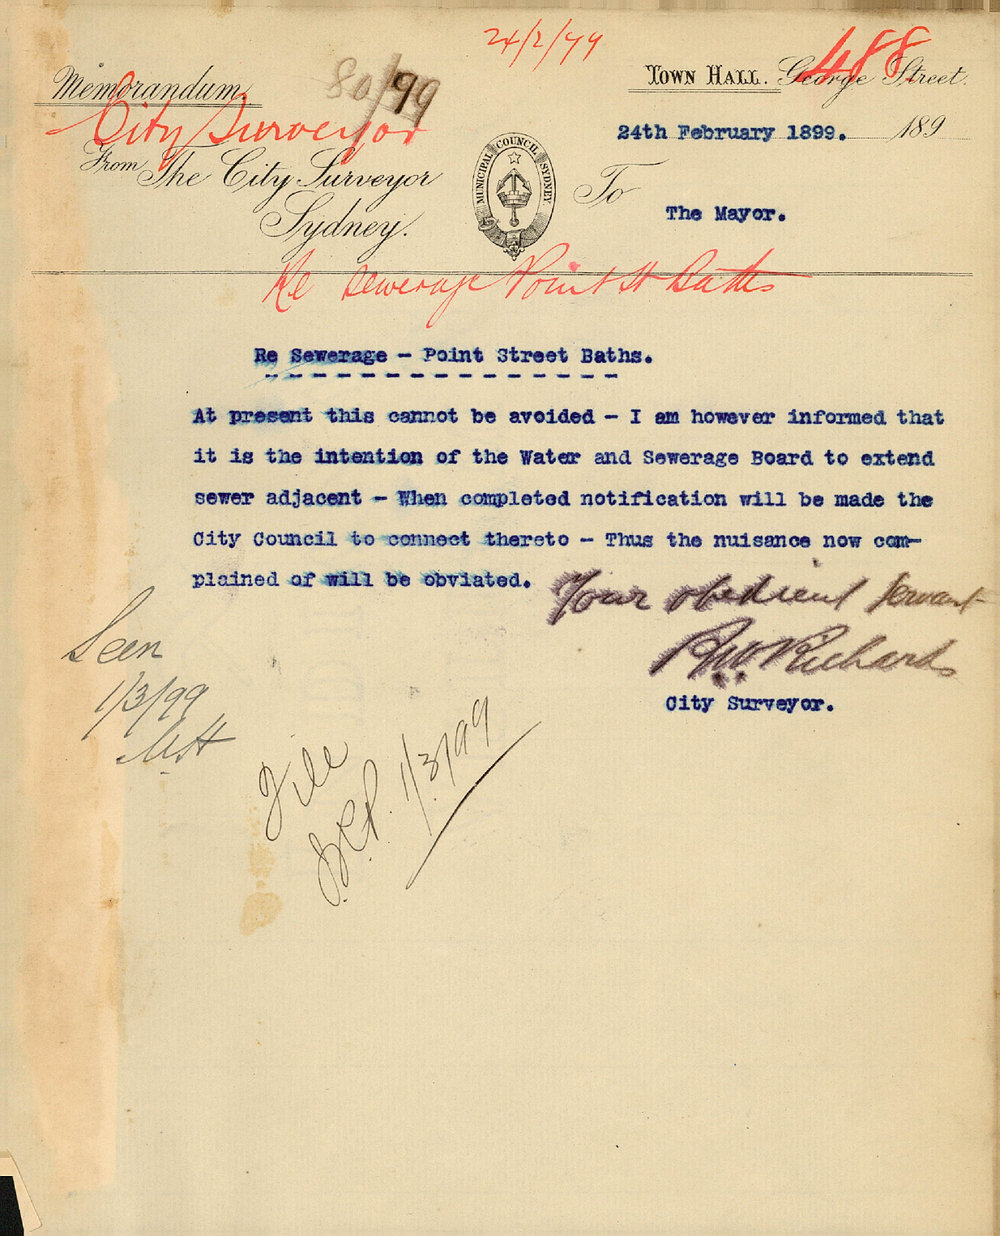 24/2/99
488
80/99
Memorandum
Town Hall. George Street.
City Surveyor
24th February 1899. 189
From The City Surveyor
Sydney.
MUNICIPAL COUNCIL SYDNEY
To
The Mayor.
Re Sewerage Point St Baths
Re Sewerage - Point Street Baths.
At present this cannot be avoided - I am however informed that
it is the intention of the Water and Sewerage Board to extend
sewer adjacent - When completed notification will be made the
City Council to connect thereto - Thus the nuisance now com-
plained of will be obviated.
Your obedient Servant
RW Richards
City Surveyor.
Seen
1/3/99
File
1/3/99